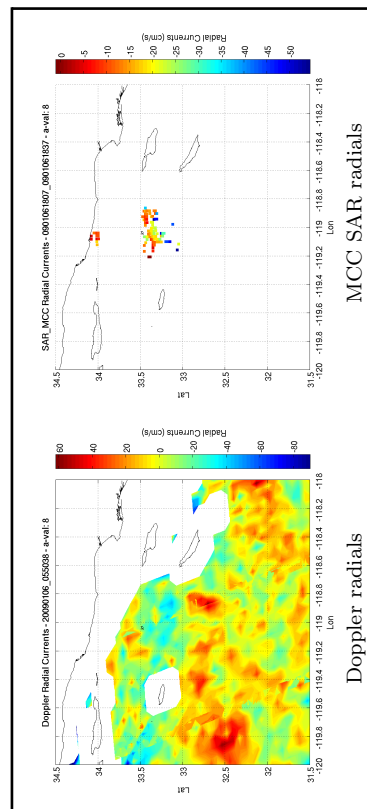 Doppler Radial Currents - 20090106_055038 - a-val: 8
34.5
34
33.5
33
32.5
32
31.5
Lat
-120 -119.8 -119.6 -119.4 -119.2 -119 -118.8 -118.6 -118.4 -118.2 -118
Lon
60
40
20
0
-20
-40
-60
-80
Radial Currents (cm/s)
Doppler radials
SAR_MCC Radial Currents - 0901061807_0901061837 - a-val: 8
34.5
34
33.5
33
32.5
32
31.5
Lat
-120 -119.8 -119.6 -119.4 -119.2 -119 -118.8 -118.6 -118.4 -118.2 -118
Lon
0
-5
-10
-15
-20
-25
-30
-35
-40
-45
-50
Radial Currents (cm/s)
MCC SAR radials